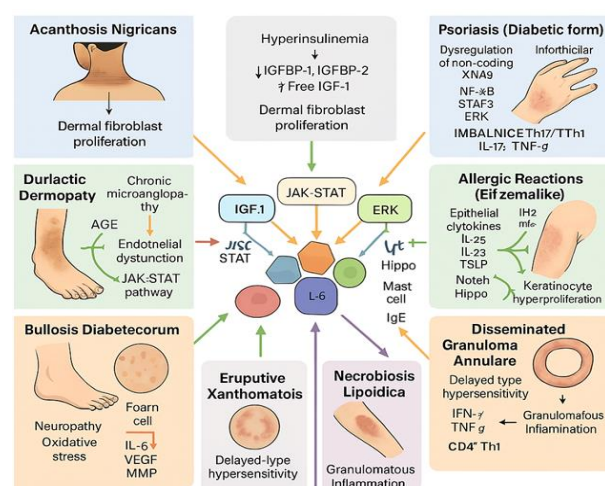 Acanthosis Nigricans
Dermal fibroblast
proliferation
Hyperinsulinemia
↓ IGFBP-1, IGFBP-2
Free IGF-1
Dermal fibroblast
proliferation
Psoriasis (Diabetic form)
Dysregulation
of non-coding
XNA9
NF-κB
STAF3
ERK
Inforthicilar
IMBALNICE Th17/TTh1
IL-17; TNF-g
Durlactic
Dermopaty
Chronic
microanglopa-
thy
AGE
Endotnelial
dystunction
JAK-STAT
pathway
IGF.1
JAK-STAT
ERK
STAT
L-6
Hippo
Mast
cell
IgE
Allergic Reactions
(Eif zemalike)
Epithelial
clytokines
IL-25
IL-23
TSLP
IH2
Noteh
Hippo
Keratinocyte
hyperproliferation
Bullosis Diabetecorum
Foarn
cell
Neuropathy
Oxidative
stress
IL-6
VEGF
MMP
Eruputive
Xanthomatois
Delayed-lype
hypersensitivity
Necrobiosis
Lipoidica
Granulomatous
Inflammation
Disseminated
Granuloma
Annulare
Delayed type
hypersensitivity
IFN-γ
TNF g
CD4⁺ Th1
Granulomafous
Infiamination